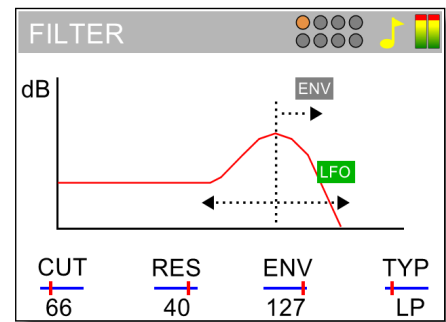 FILTER
dB
ENV
LFO
CUT RES ENV TYP
66 40 127 LP